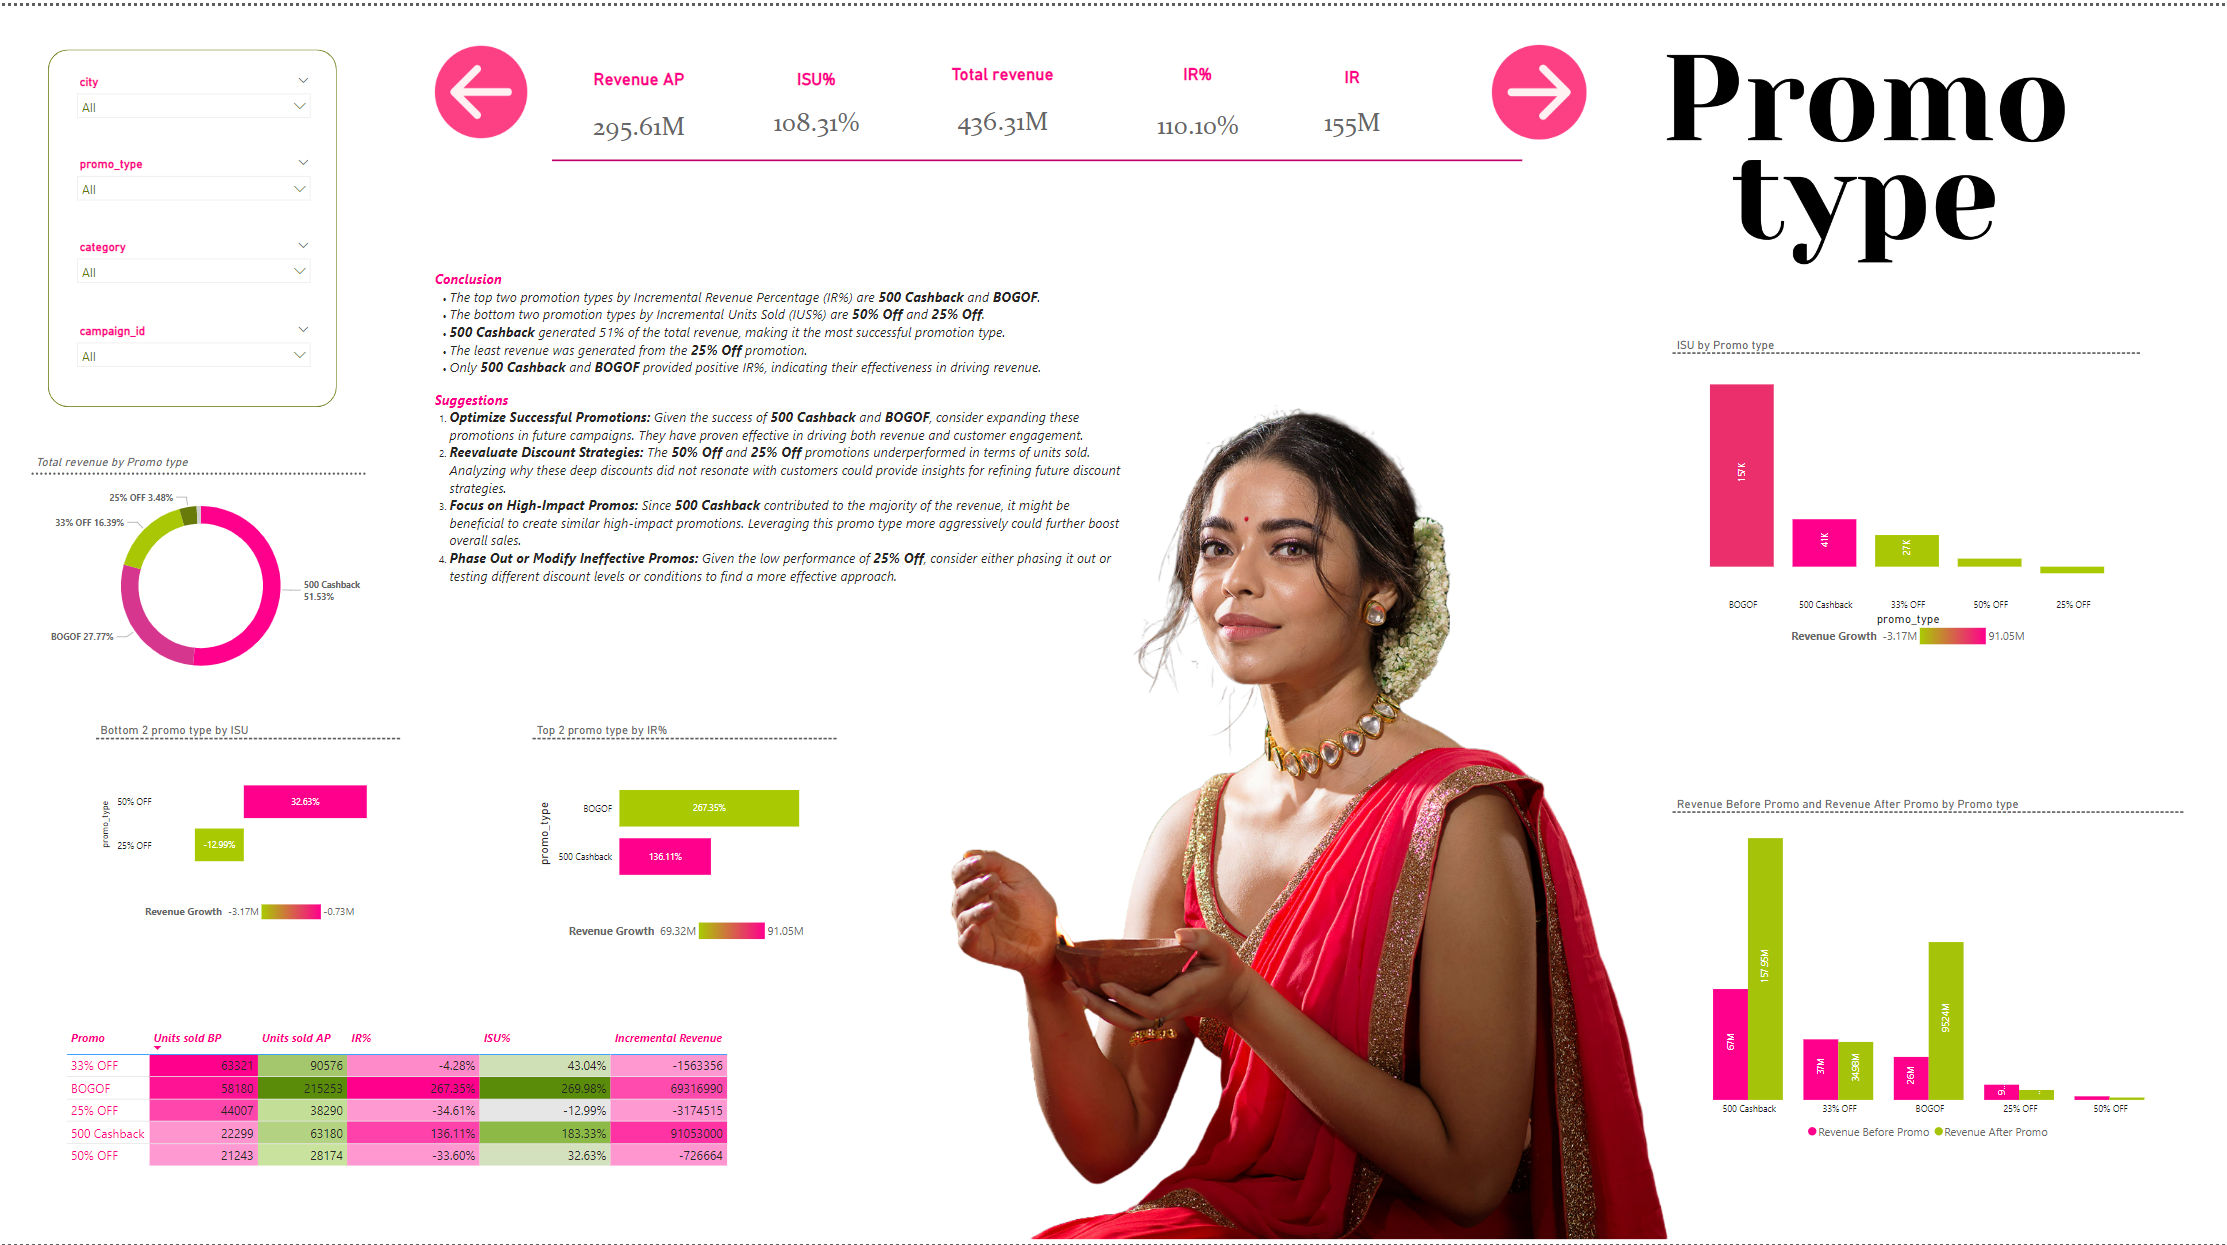 Promo
type
city
All
promo_type
All
category
All
campaign_id
All
Revenue AP
295.61M
ISU%
108.31%
Total revenue
436.31M
IR%
110.10%
IR
155M
Conclusion
• The top two promotion types by Incremental Revenue Percentage (IR%) are 500 Cashback and BOGOF.
• The bottom two promotion types by Incremental Units Sold (IUS%) are 50% Off and 25% Off.
• 500 Cashback generated 51% of the total revenue, making it the most successful promotion type.
• The least revenue was generated from the 25% Off promotion.
• Only 500 Cashback and BOGOF provided positive IR%, indicating their effectiveness in driving revenue.
Suggestions
1. Optimize Successful Promotions: Given the success of 500 Cashback and BOGOF, consider expanding these
promotions in future campaigns. They have proven effective in driving both revenue and customer engagement.
2. Reevaluate Discount Strategies: The 50% Off and 25% Off promotions underperformed in terms of units sold.
Analyzing why these deep discounts did not resonate with customers could provide insights for refining future discount
strategies.
3. Focus on High-Impact Promos: Since 500 Cashback contributed to the majority of the revenue, it might be
beneficial to create similar high-impact promotions. Leveraging this promo type more aggressively could further boost
overall sales.
4. Phase Out or Modify Ineffective Promos: Given the low performance of 25% Off, consider either phasing it out or
testing different discount levels or conditions to find a more effective approach.
Total revenue by Promo type
25% OFF 3.48%
33% OFF 16.39%
500 Cashback
51.53%
BOGOF 27.77%
ISU by Promo type
157K
41K
27K
BOGOF 500 Cashback 33% OFF 50% OFF 25% OFF
promo_type
Revenue Growth -3.17M 91.05M
Bottom 2 promo type by ISU
promo_type
50% OFF 32.63%
25% OFF -12.99%
Revenue Growth -3.17M -0.73M
Top 2 promo type by IR%
promo_type
BOGOF 267.35%
500 Cashback 136.11%
Revenue Growth 69.32M 91.05M
Revenue Before Promo and Revenue After Promo by Promo type
67M 157.95M
37M 34.98M
26M 95.24M
9...
500 Cashback 33% OFF BOGOF 25% OFF 50% OFF
Revenue Before Promo Revenue After Promo
Promo Units sold BP Units sold AP IR% ISU% Incremental Revenue
33% OFF 63321 90576 -4.28% 43.04% -1563356
BOGOF 58180 215253 267.35% 269.98% 69316990
25% OFF 44007 38290 -34.61% -12.99% -3174515
500 Cashback 22299 63180 136.11% 183.33% 91053000
50% OFF 21243 28174 -33.60% 32.63% -726664